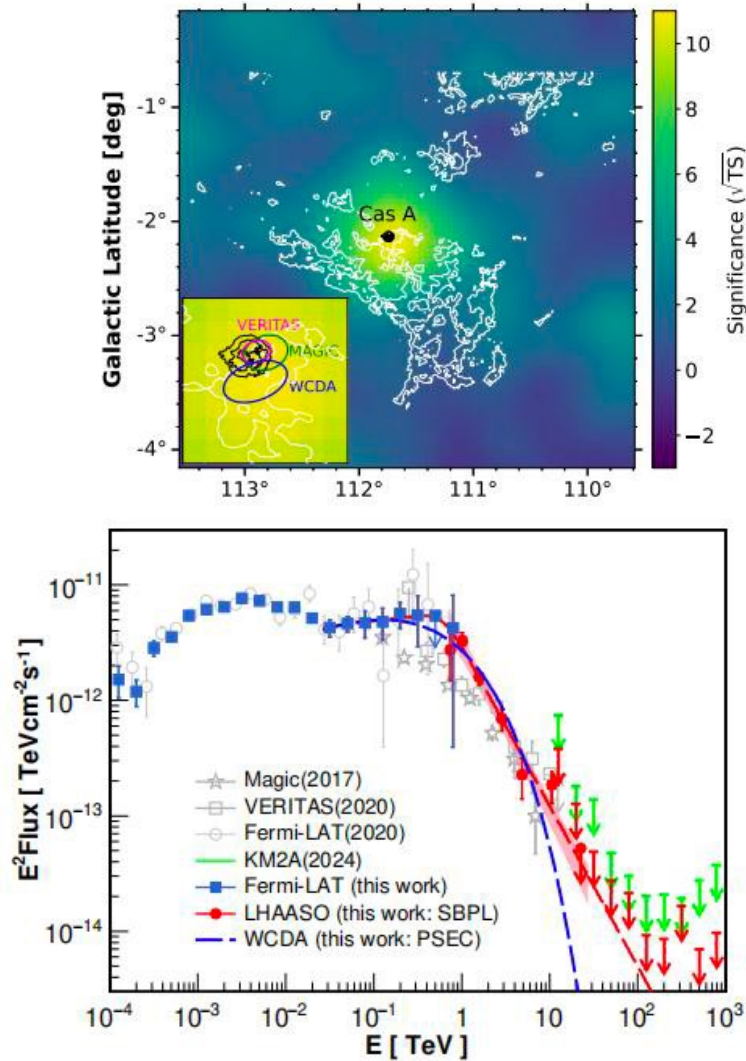 Galactic Latitude [deg]
-1°
-2°
-3°
-4°
Cas A
VERITAS
MAGIC
WCDA
113°
112°
111°
110°
Significance (√TS)
10
8
6
4
2
0
−2
E²Flux [ TeVcm⁻²s⁻¹]
10⁻¹¹
10⁻¹²
10⁻¹³
10⁻¹⁴
Magic(2017)
VERITAS(2020)
Fermi-LAT(2020)
KM2A(2024)
Fermi-LAT (this work)
LHAASO (this work: SBPL)
WCDA (this work: PSEC)
10⁻⁴ 10⁻³ 10⁻² 10⁻¹ 1 10 10² 10³
E [ TeV]